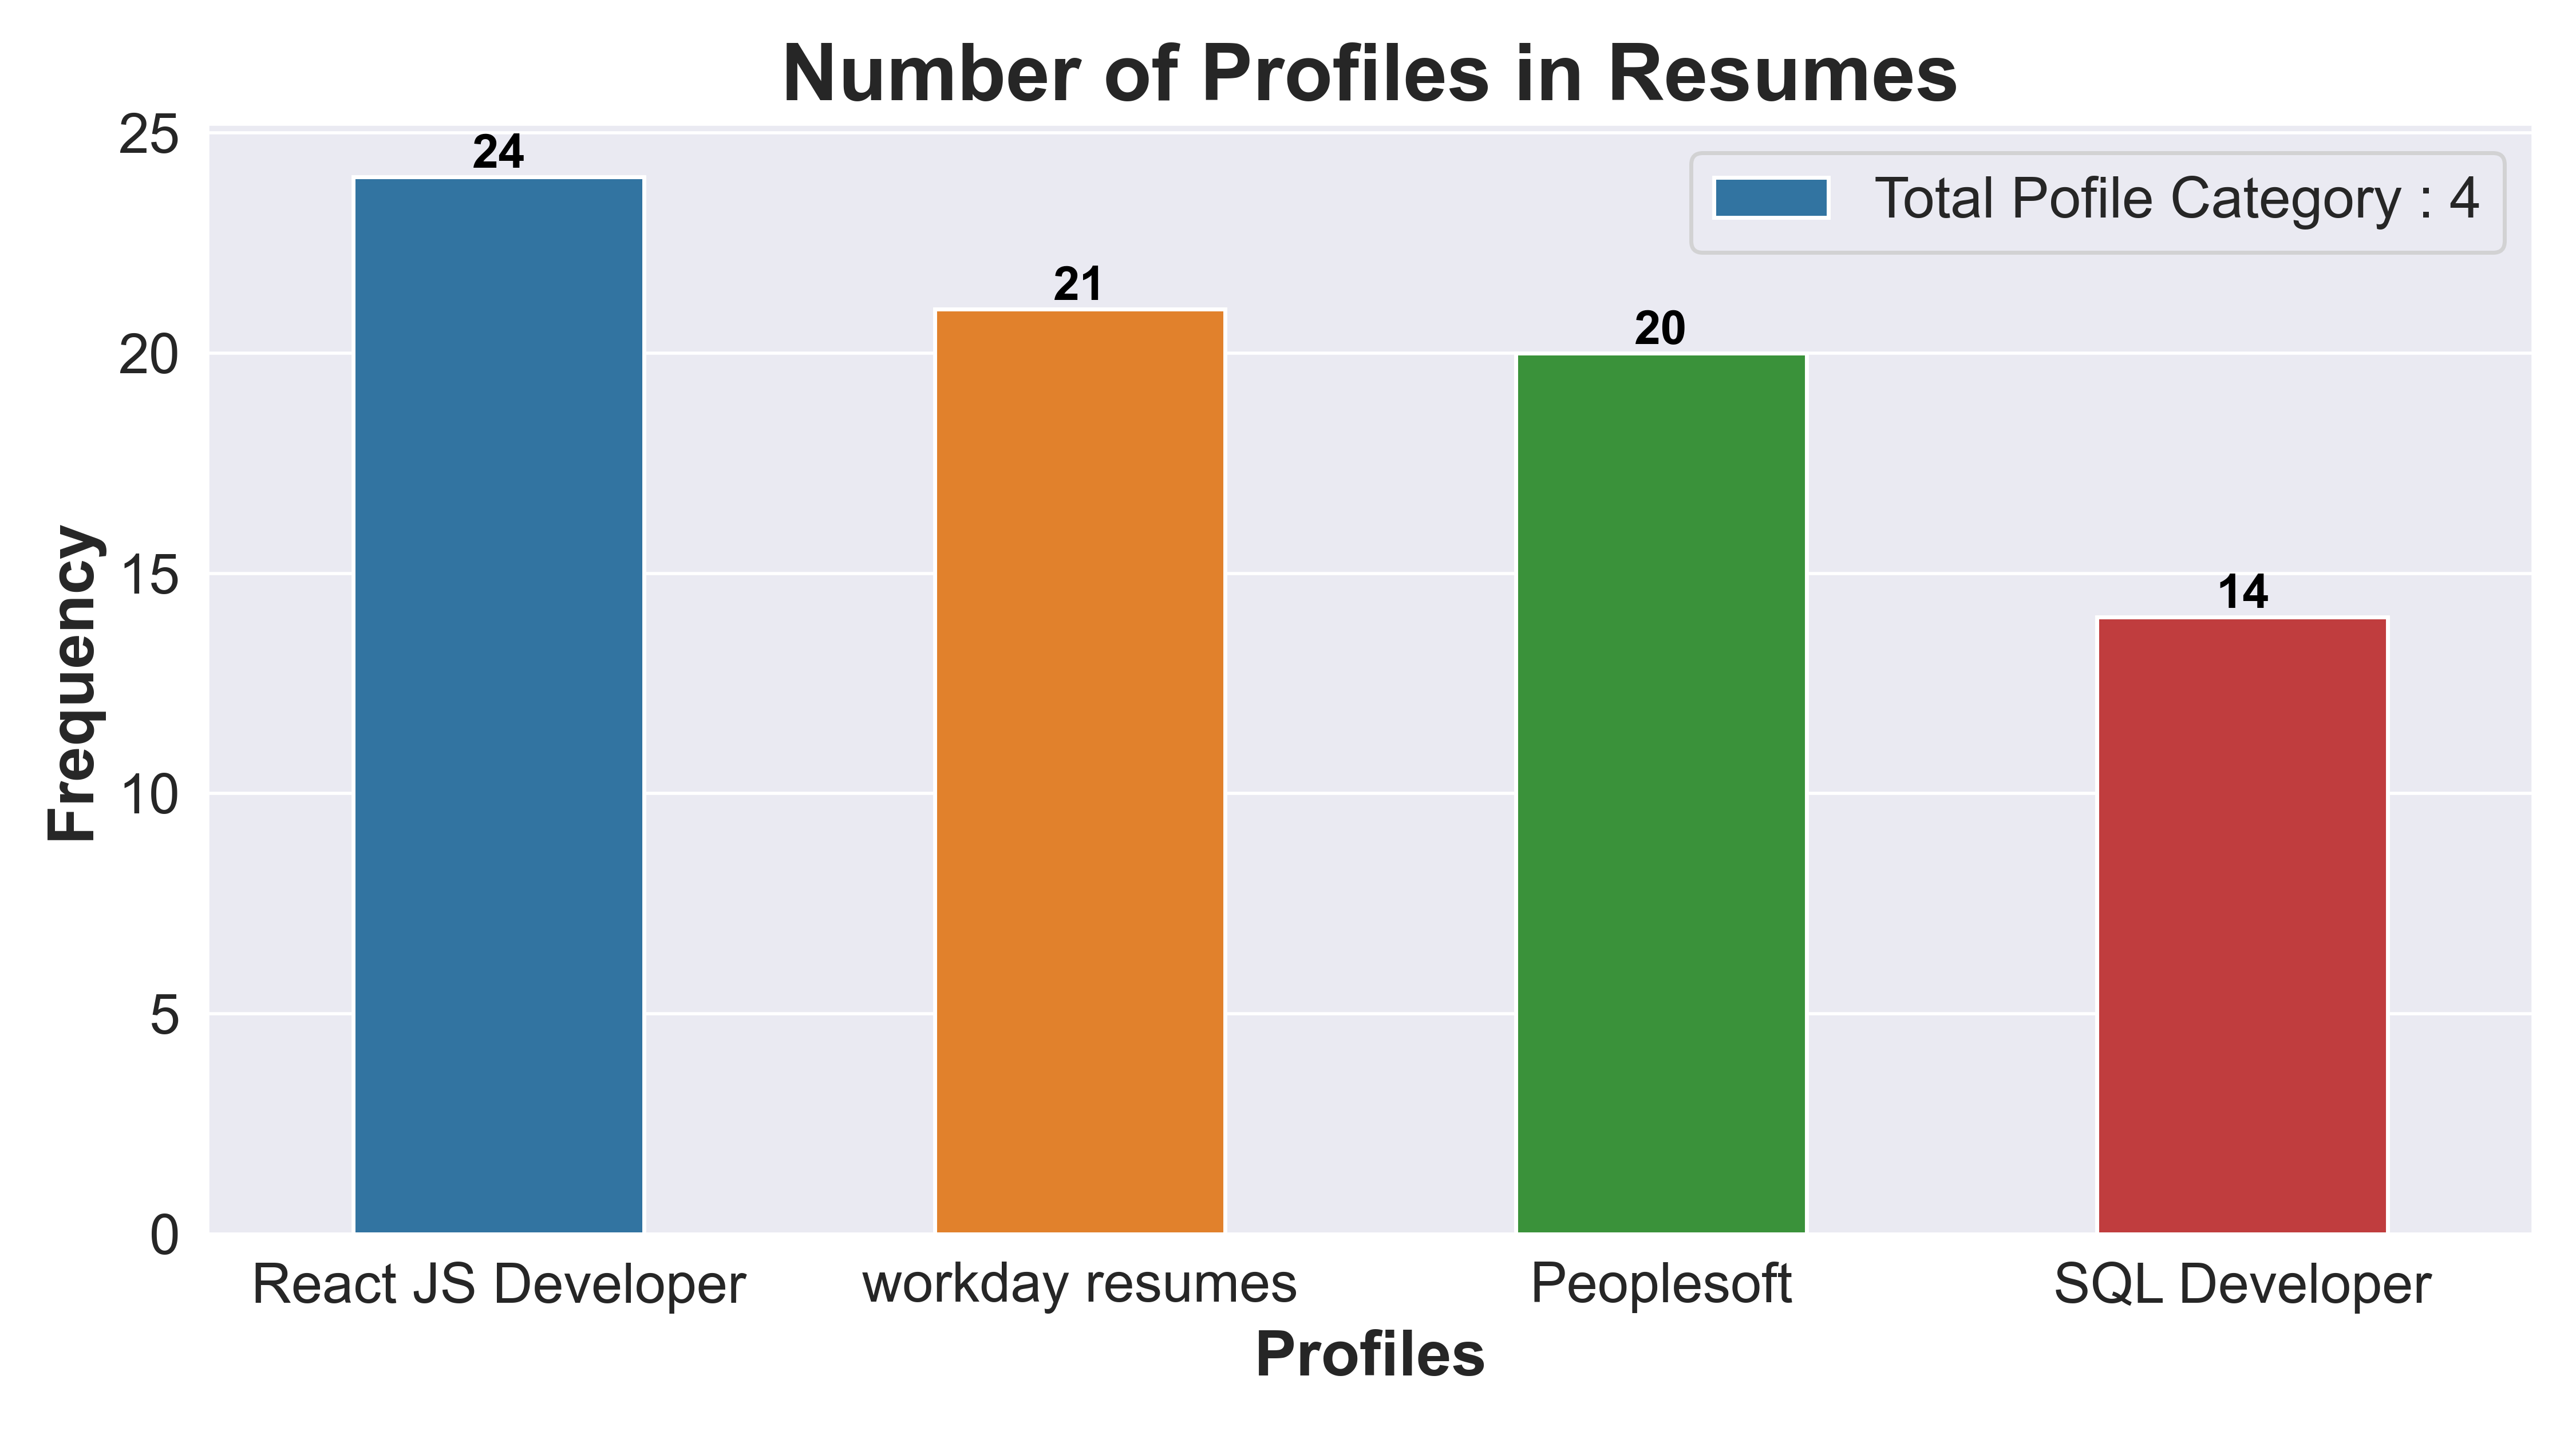 Number of Profiles in Resumes
Total Pofile Category : 4
25
20
15
10
5
0
Frequency
24
21
20
14
React JS Developer
workday resumes
Peoplesoft
SQL Developer
Profiles